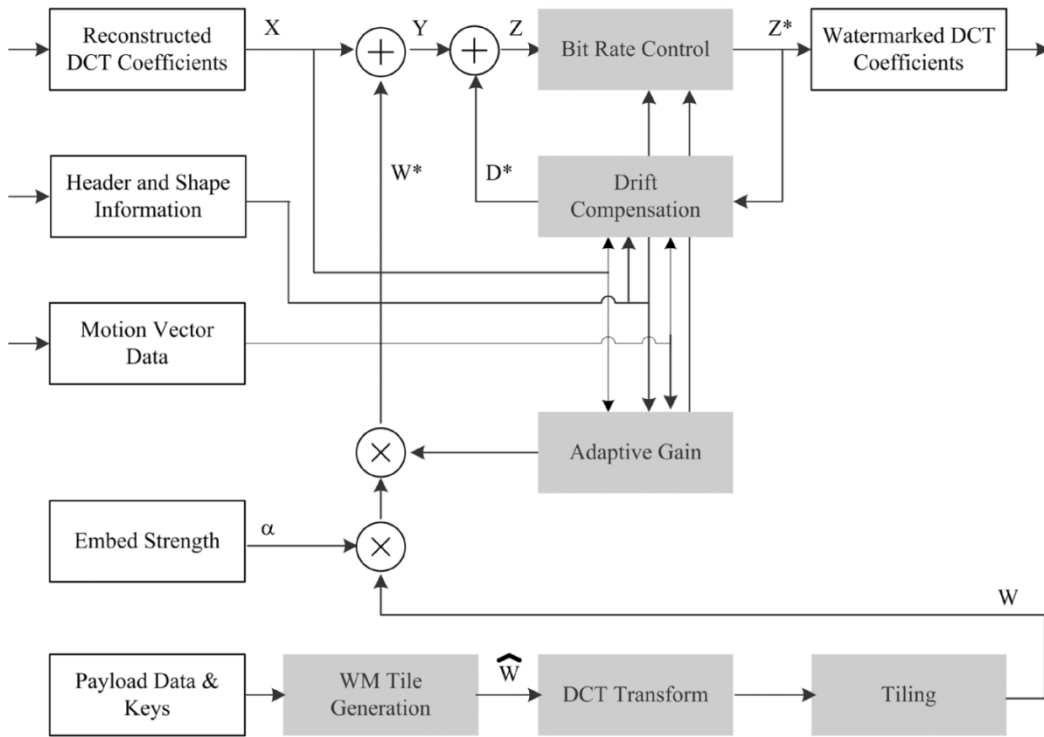 Reconstructed
DCT Coefficients
X
Y
Z
Bit Rate Control
Z*
Watermarked DCT
Coefficients
Header and Shape
Information
W*
D*
Drift
Compensation
Motion Vector
Data
Adaptive Gain
Embed Strength
α
W
Payload Data &
Keys
WM Tile
Generation
Ŵ
DCT Transform
Tiling